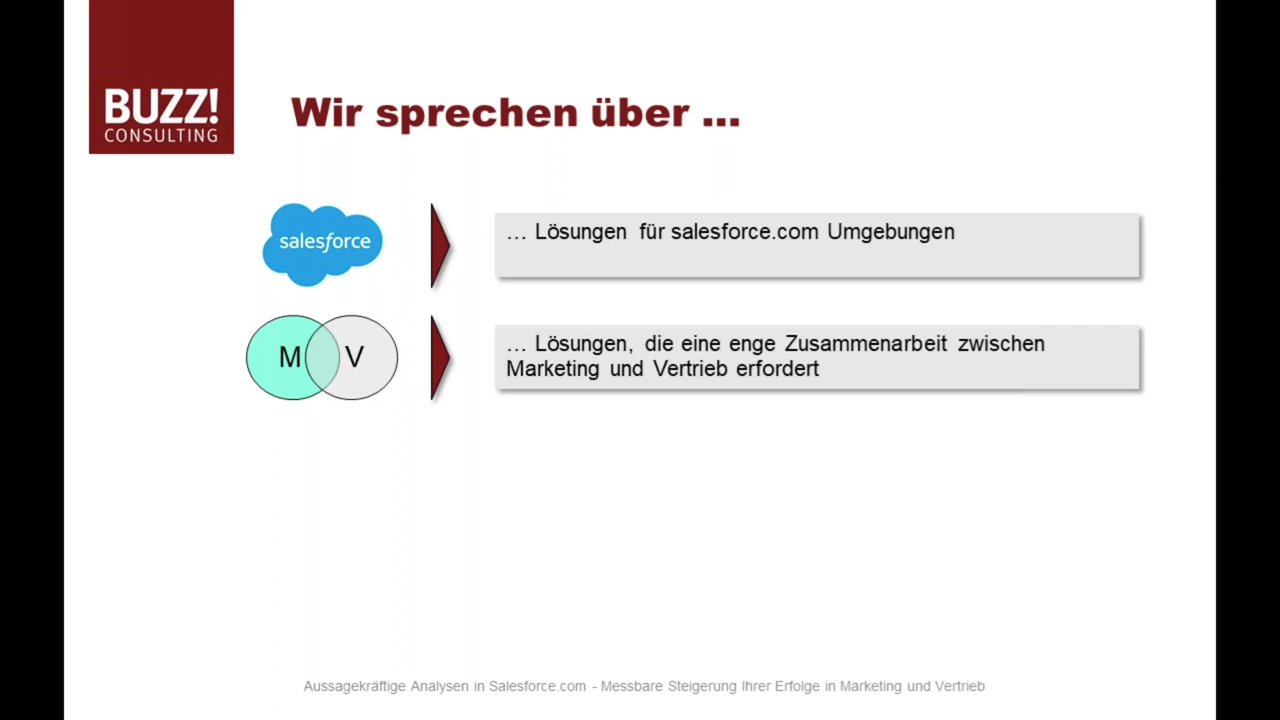 BUZZ!
CONSULTING
Wir sprechen über ...
salesforce
… Lösungen für salesforce.com Umgebungen
M V
… Lösungen, die eine enge Zusammenarbeit zwischen
Marketing und Vertrieb erfordert
Aussagekräftige Analysen in Salesforce.com - Messbare Steigerung Ihrer Erfolge in Marketing und Vertrieb